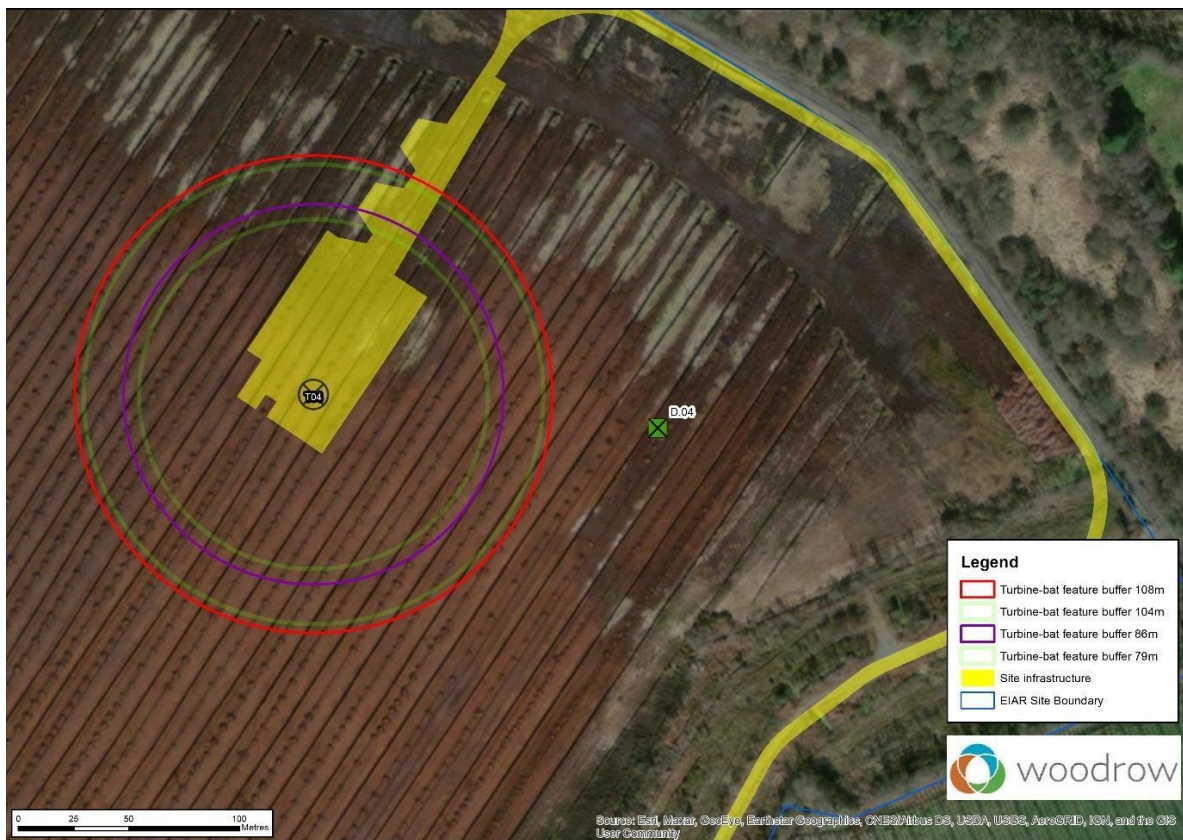 T04
D.04
Legend
Turbine-bat feature buffer 108m
Turbine-bat feature buffer 104m
Turbine-bat feature buffer 86m
Turbine-bat feature buffer 79m
Site infrastructure
EIAR Site Boundary
woodrow
0 25 50 100
Metres
Source: Esri, Maxar, GeoEye, Earthstar Geographics, CNES/Airbus DS, USDA, USGS, AeroGRID, IGN, and the GIS
User Community